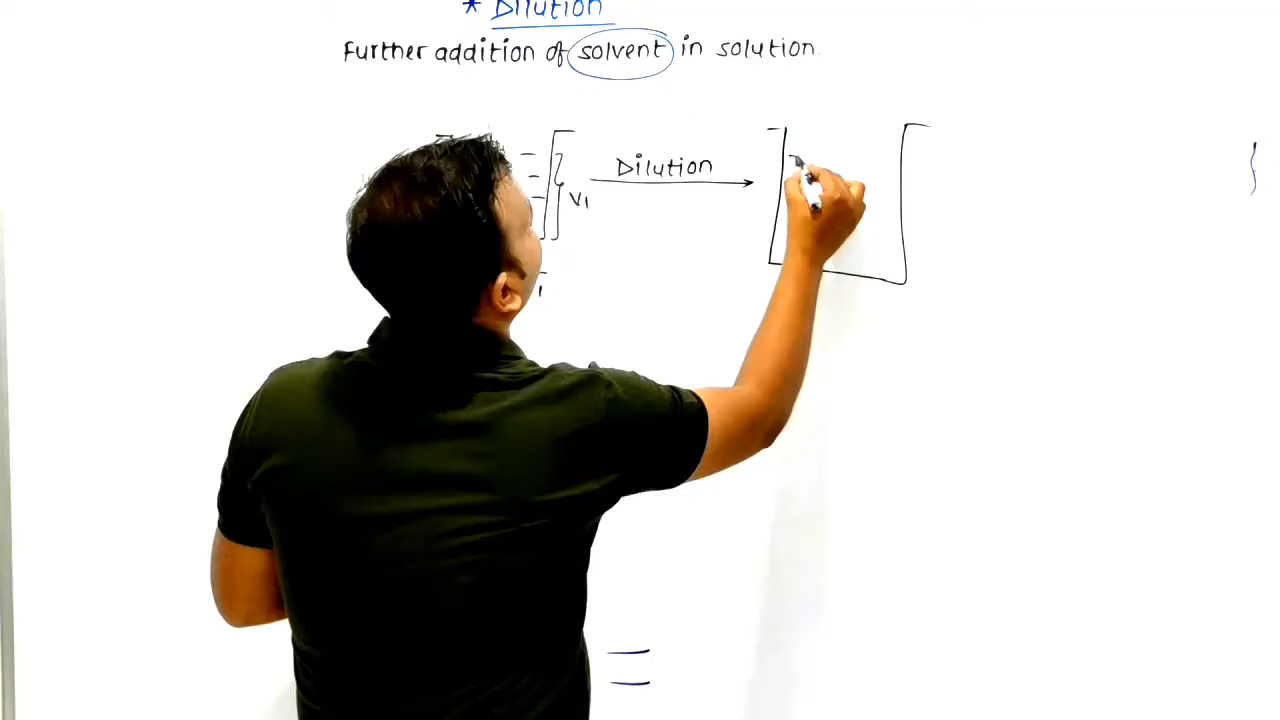 * Dilution
Further addition of solvent in solution.
Dilution
V1